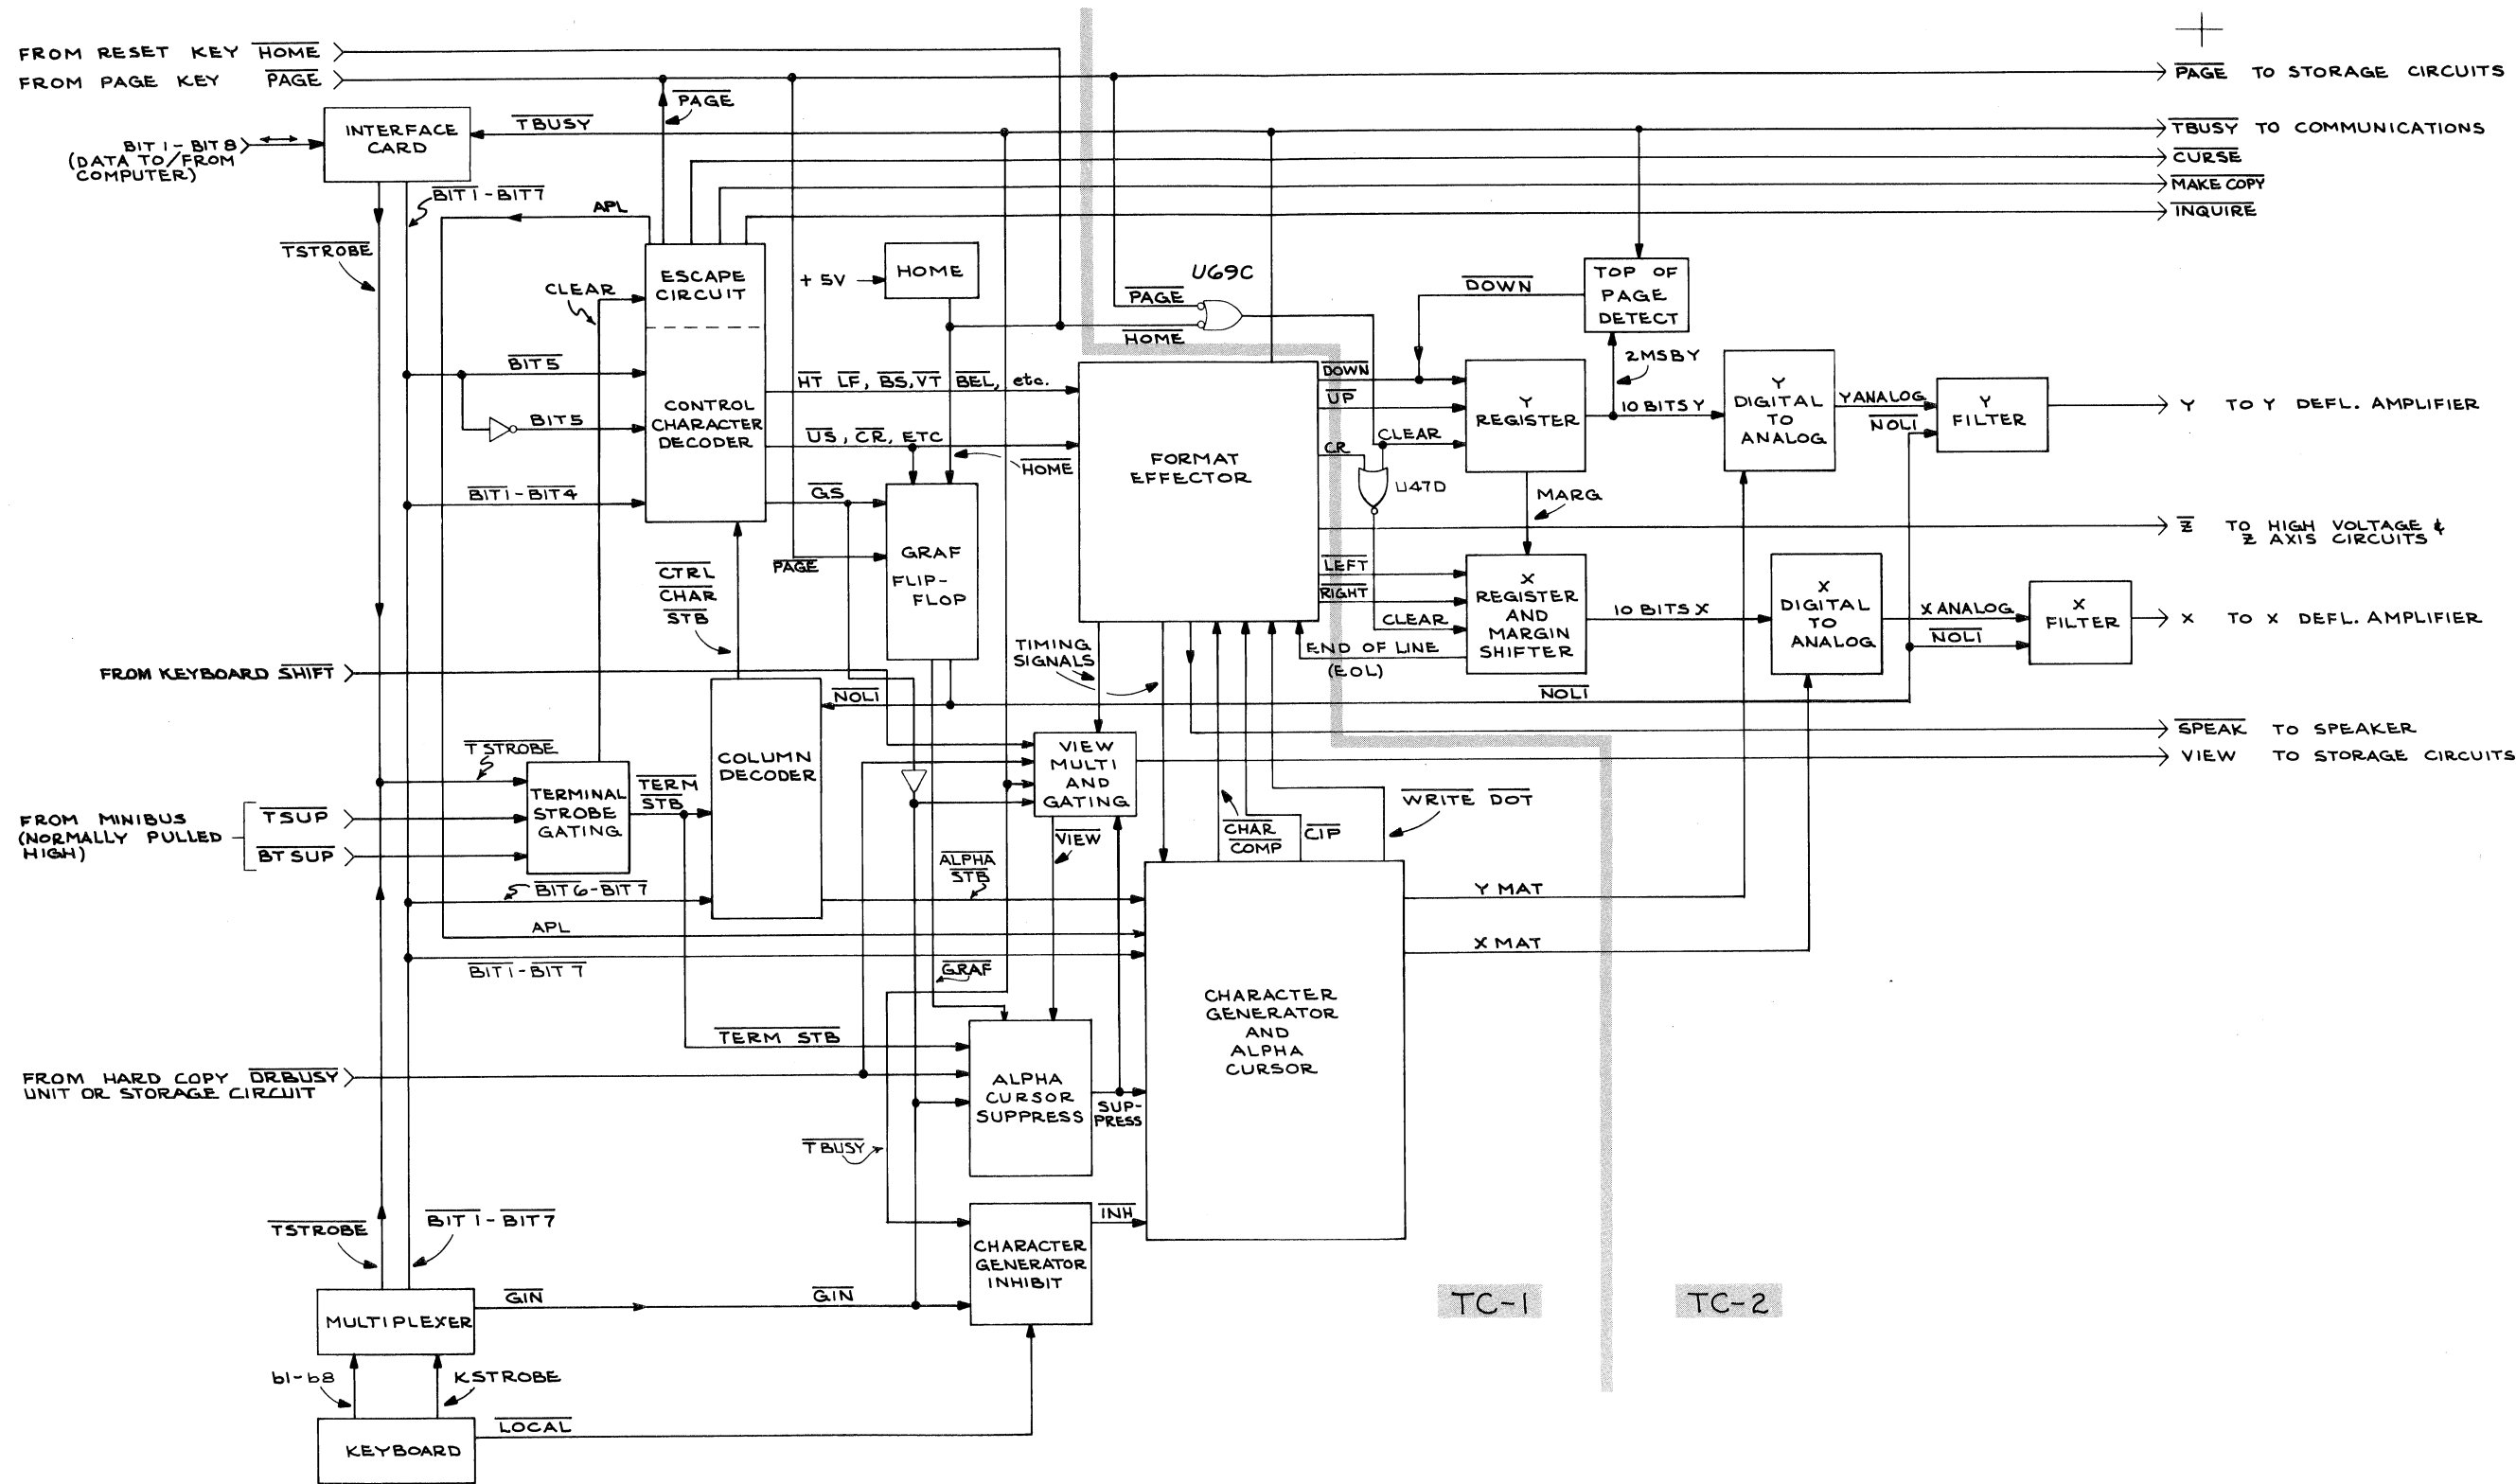 FROM RESET KEY HOME
FROM PAGE KEY PAGE
PAGE TO STORAGE CIRCUITS
PAGE
INTERFACE
CARD
TBUSY
TBUSY TO COMMUNICATIONS
BIT 1 - BIT 8
(DATA TO/FROM
COMPUTER)
CURSE
MAKE COPY
INQUIRE
BIT1 - BIT7
APL
TSTROBE
CLEAR
ESCAPE
CIRCUIT
+ 5V
HOME
U69C
PAGE
HOME
DOWN
TOP OF
PAGE
DETECT
2MSBY
BIT5
BIT5
BIT1 - BIT4
CONTROL
CHARACTER
DECODER
HT LF, BS, VT BEL, etc.
US, CR, ETC
HOME
GS
PAGE
GRAF
FLIP-
FLOP
FORMAT
EFFECTOR
DOWN
UP
CR
CLEAR
U47D
Y
REGISTER
10 BITS Y
Y
DIGITAL
TO
ANALOG
Y ANALOG
NOLI
Y
FILTER
Y TO Y DEFL. AMPLIFIER
MARG
Z TO HIGH VOLTAGE &
Z AXIS CIRCUITS
LEFT
RIGHT
CLEAR
END OF LINE
(EOL)
X
REGISTER
AND
MARGIN
SHIFTER
10 BITS X
X
DIGITAL
TO
ANALOG
X ANALOG
NOLI
X
FILTER
X TO X DEFL. AMPLIFIER
CTRL
CHAR
STB
TIMING
SIGNALS
FROM KEYBOARD SHIFT
NOLI
NOLI
SPEAK TO SPEAKER
VIEW TO STORAGE CIRCUITS
TSTROBE
TERMINAL
STROBE
GATING
TERM
STB
COLUMN
DECODER
VIEW
MULTI
AND
GATING
FROM MINIBUS
(NORMALLY PULLED
HIGH)
TSUP
BT SUP
VIEW
CHAR
COMP
CIP
WRITE DOT
ALPHA
STB
BIT6 - BIT7
APL
BIT1 - BIT 7
Y MAT
X MAT
GRAF
CHARACTER
GENERATOR
AND
ALPHA
CURSOR
TERM STB
FROM HARD COPY DRBUSY
UNIT OR STORAGE CIRCUIT
ALPHA
CURSOR
SUPPRESS
SUP-
PRESS
TBUSY
INH
CHARACTER
GENERATOR
INHIBIT
TSTROBE
BIT 1 - BIT7
MULTIPLEXER
GIN
GIN
TC-1
TC-2
b1-b8
KSTROBE
LOCAL
KEYBOARD